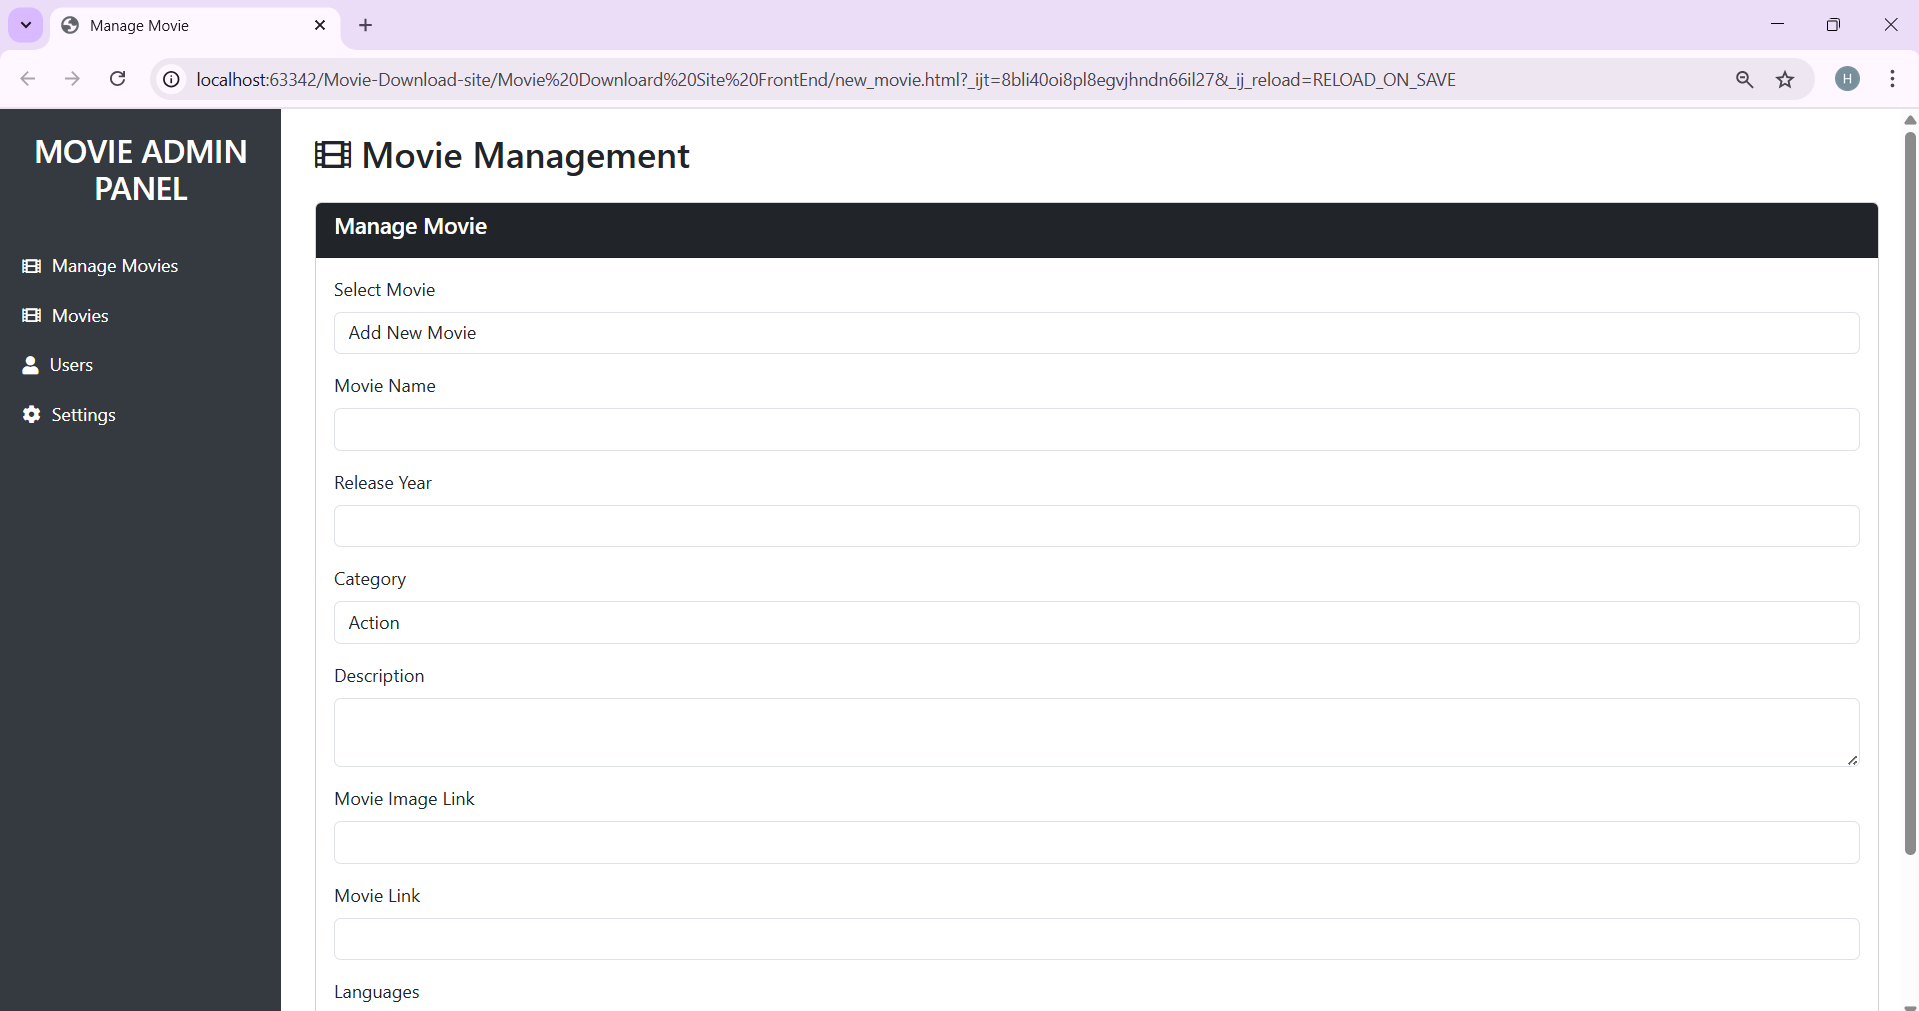 Manage Movie
localhost:63342/Movie-Download-site/Movie%20Downloard%20Site%20FrontEnd/new_movie.html?_ijt=8bli40oi8pl8egvjhndn66il27&_ij_reload=RELOAD_ON_SAVE
H
MOVIE ADMIN
PANEL
Manage Movies
Movies
Users
Settings
Movie Management
Manage Movie
Select Movie
Add New Movie
Movie Name
Release Year
Category
Action
Description
Movie Image Link
Movie Link
Languages